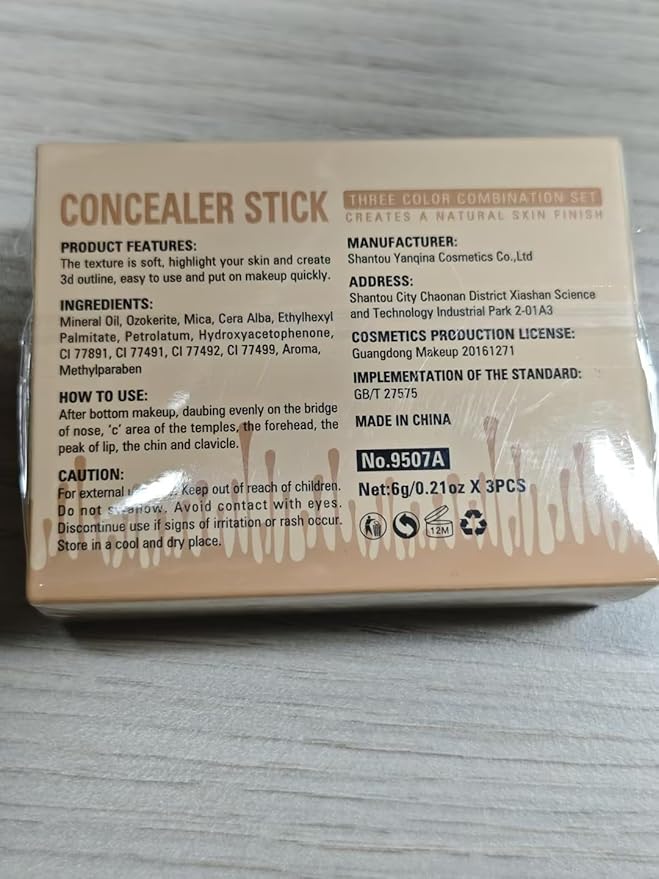 CONCEALER STICK
THREE COLOR COMBINATION SET
CREATES A NATURAL SKIN FINISH
PRODUCT FEATURES:
The texture is soft, highlight your skin and create
3d outline, easy to use and put on makeup quickly.
INGREDIENTS:
Mineral Oil, Ozokerite, Mica, Cera Alba, Ethylhexyl
Palmitate, Petrolatum, Hydroxyacetophenone,
CI 77891, CI 77491, CI 77492, CI 77499, Aroma,
Methylparaben
HOW TO USE:
After bottom makeup, daubing evenly on the bridge
of nose, 'c' area of the temples, the forehead, the
peak of lip, the chin and clavicle.
CAUTION:
For external Keep out of reach of children.
Do not swallow. Avoid contact with eyes.
Discontinue use if signs of irritation or rash occur.
Store in a cool and dry place.
MANUFACTURER:
Shantou Yanqina Cosmetics Co.,Ltd
ADDRESS:
Shantou City Chaonan District Xiashan Science
and Technology Industrial Park 2-01A3
COSMETICS PRODUCTION LICENSE:
Guangdong Makeup 20161271
IMPLEMENTATION OF THE STANDARD:
GB/T 27575
MADE IN CHINA
No.9507A
Net:6g/0.21oz X 3PCS
12M